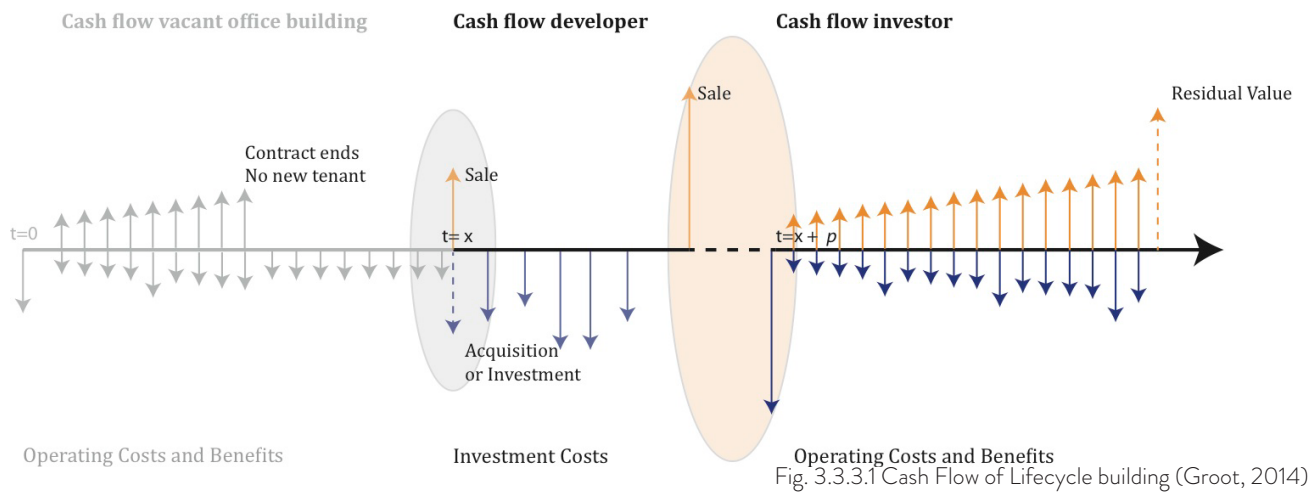 Cash flow vacant office building
Cash flow developer
Cash flow investor
Sale
Residual Value
Contract ends
No new tenant
Sale
t=0
t= x
t=x + p
Acquisition
or Investment
Operating Costs and Benefits
Investment Costs
Operating Costs and Benefits
Fig. 3.3.3.1 Cash Flow of Lifecycle building (Groot, 2014)